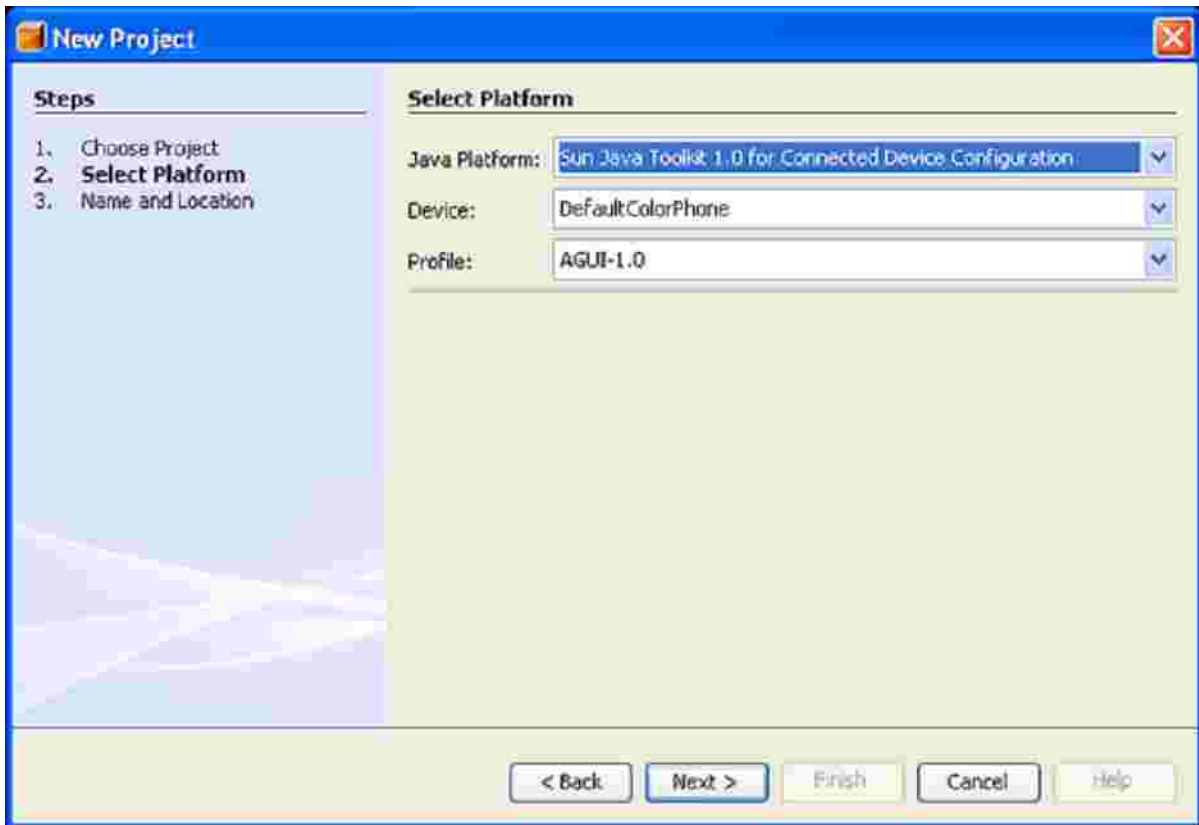 New Project
Steps
1. Choose Project
2. Select Platform
3. Name and Location
Select Platform
Java Platform: Sun Java Toolkit 1.0 for Connected Device Configuration
Device: DefaultColorPhone
Profile: AGUI-1.0
< Back Next > Finish Cancel Help